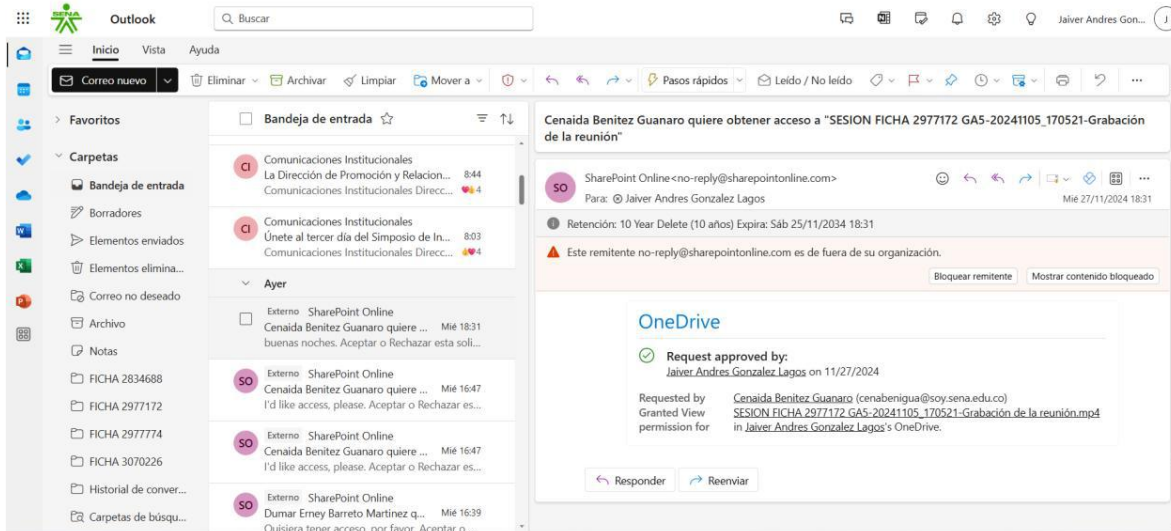 SENA
Outlook
Buscar
Jaiver Andres Gon...
J
Inicio Vista Ayuda
Correo nuevo
Eliminar
Archivar
Limpiar
Mover a
Pasos rápidos
Leído / No leído
Favoritos
Carpetas
Bandeja de entrada
Borradores
Elementos enviados
Elementos elimina...
Correo no deseado
Archivo
Notas
FICHA 2834688
FICHA 2977172
FICHA 2977774
FICHA 3070226
Historial de conver...
Carpetas de búsqu...
Bandeja de entrada
CI
Comunicaciones Institucionales
La Dirección de Promoción y Relacion... 8:44
Comunicaciones Institucionales Direcc... 4
CI
Comunicaciones Institucionales
Únete al tercer día del Simposio de In... 8:03
Comunicaciones Institucionales Direcc... 4
Ayer
Externo SharePoint Online
Cenaida Benitez Guanaro quiere ... Mié 18:31
buenas noches. Aceptar o Rechazar esta soli...
SO
Externo SharePoint Online
Cenaida Benitez Guanaro quiere ... Mié 16:47
I'd like access, please. Aceptar o Rechazar es...
SO
Externo SharePoint Online
Cenaida Benitez Guanaro quiere ... Mié 16:47
I'd like access, please. Aceptar o Rechazar es...
SO
Externo SharePoint Online
Dumar Erney Barreto Martinez q... Mié 16:39
Quisiera tener acceso, por favor. Aceptar o
Cenaida Benitez Guanaro quiere obtener acceso a "SESION FICHA 2977172 GA5-20241105_170521-Grabación
de la reunión"
SO
SharePoint Online<no-reply@sharepointonline.com>
Para: Jaiver Andres Gonzalez Lagos
Mié 27/11/2024 18:31
Retención: 10 Year Delete (10 años) Expira: Sáb 25/11/2034 18:31
Este remitente no-reply@sharepointonline.com es de fuera de su organización.
Bloquear remitente
Mostrar contenido bloqueado
OneDrive
Request approved by:
Jaiver Andres Gonzalez Lagos on 11/27/2024
Requested by Cenaida Benitez Guanaro (cenabenigua@soy.sena.edu.co)
Granted View SESION FICHA 2977172 GA5-20241105_170521-Grabación de la reunión.mp4
permission for in Jaiver Andres Gonzalez Lagos's OneDrive.
Responder
Reenviar